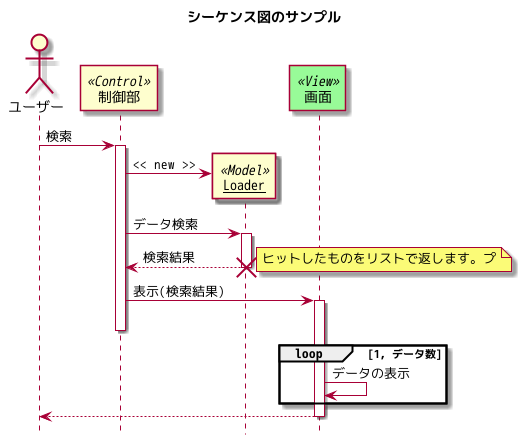 シーケンス図のサンプル
ユーザー
«Control»
制御部
«View»
画面
検索
<< new >>
«Model»
Loader
データ検索
検索結果
ヒットしたものをリストで返します。プ
表示(検索結果)
loop
[1, データ数]
データの表示